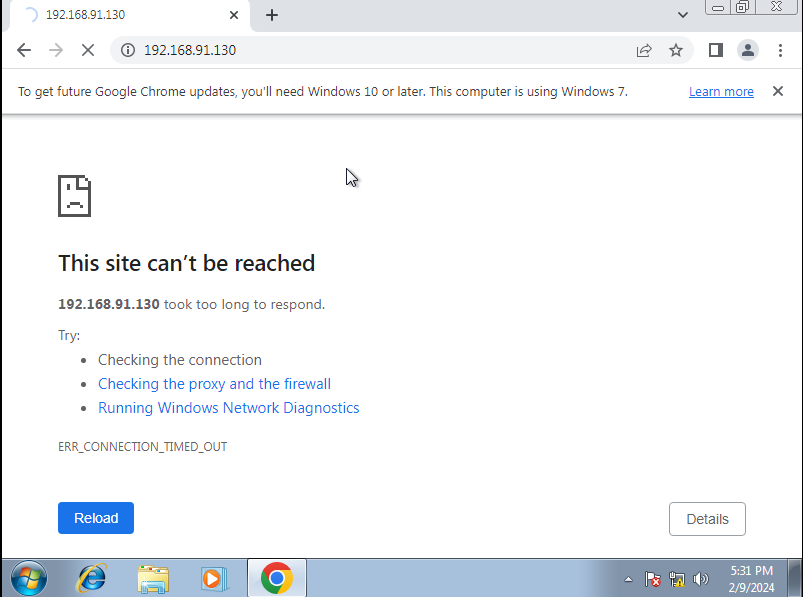 192.168.91.130
192.168.91.130
To get future Google Chrome updates, you'll need Windows 10 or later. This computer is using Windows 7.
Learn more
This site can't be reached
192.168.91.130 took too long to respond.
Try:
Checking the connection
Checking the proxy and the firewall
Running Windows Network Diagnostics
ERR_CONNECTION_TIMED_OUT
Reload
Details
5:31 PM
2/9/2024